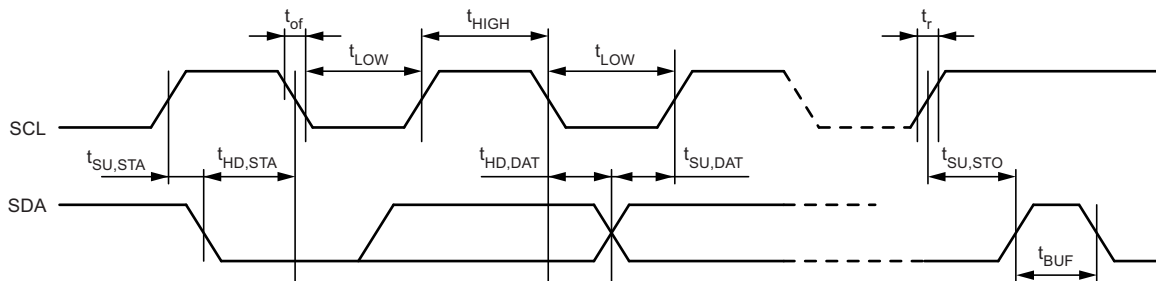 t_of
t_HIGH
t_r
t_LOW
t_LOW
SCL
t_SU,STA
t_HD,STA
t_HD,DAT
t_SU,DAT
t_SU,STO
SDA
t_BUF